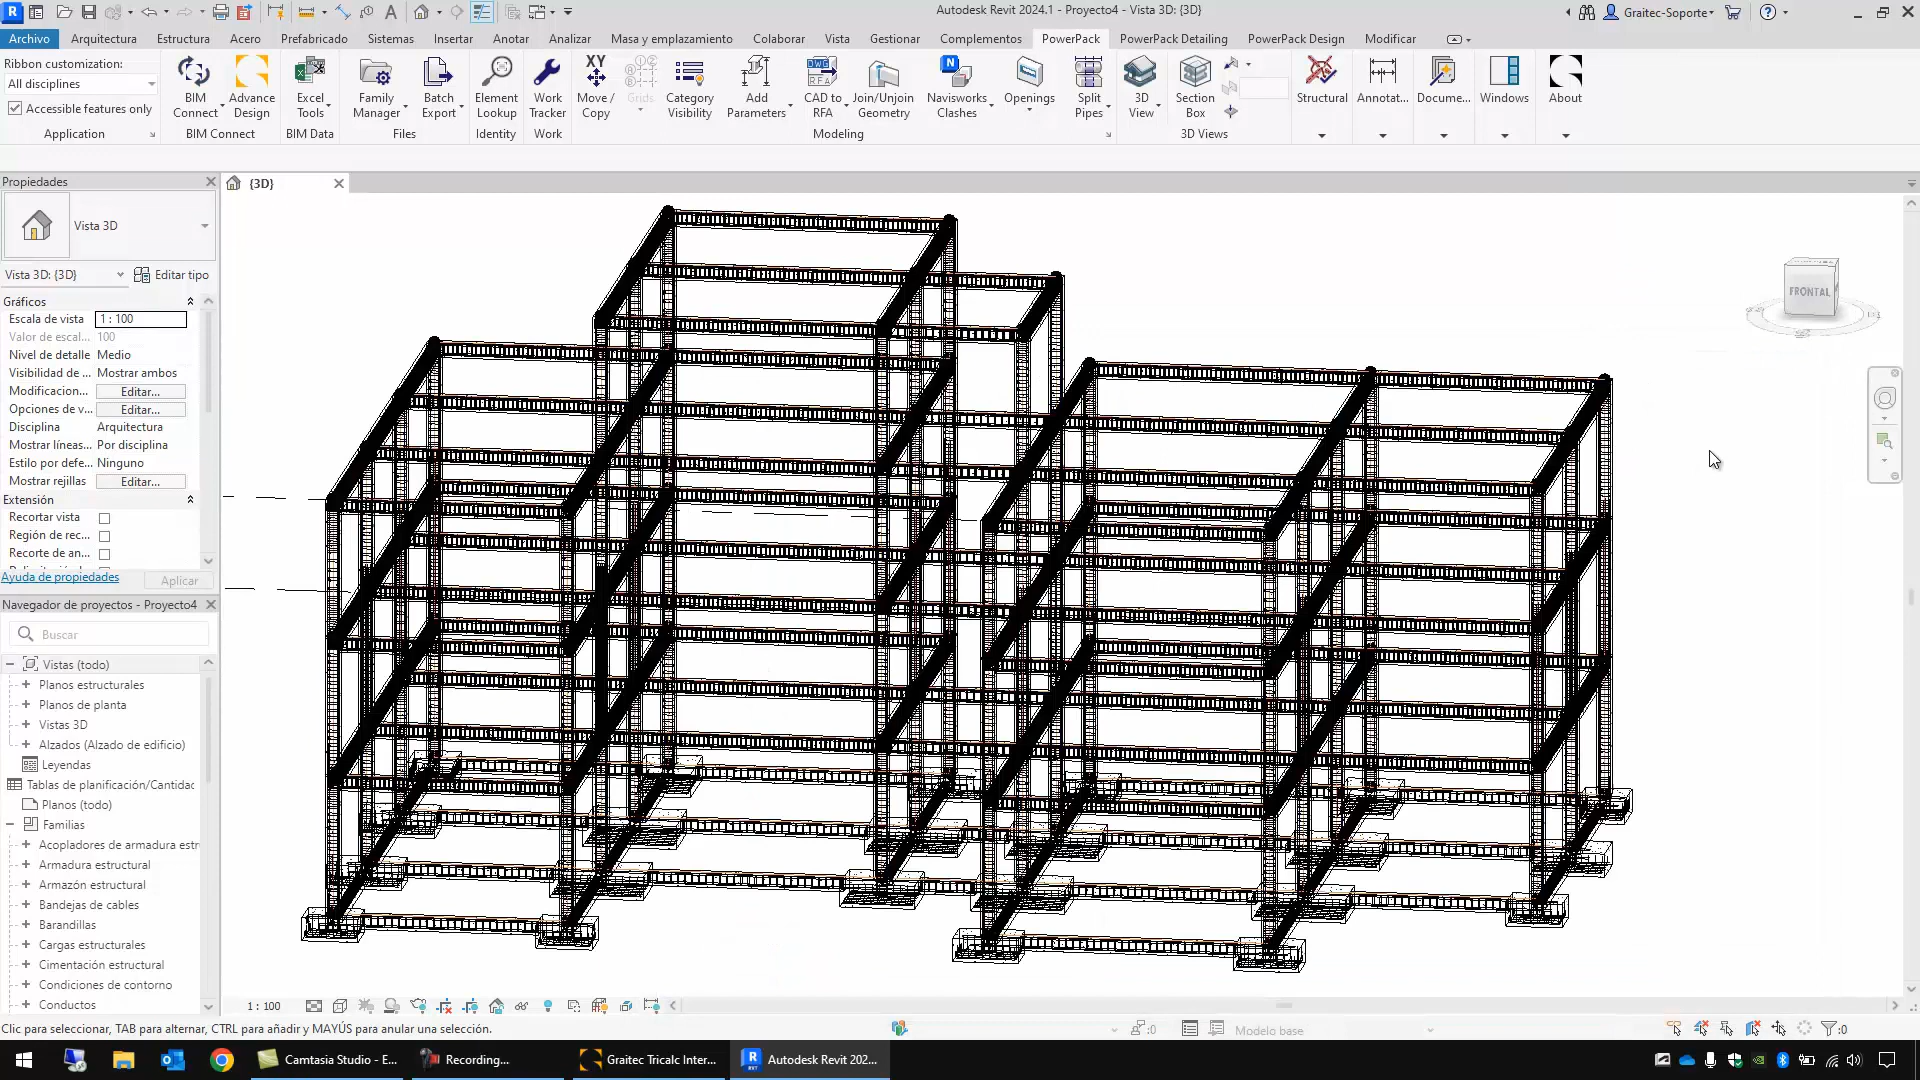 Autodesk Revit 2024.1 - Proyecto4 - Vista 3D: {3D}
Graitec-Soporte
Archivo Arquitectura Estructura Acero Prefabricado Sistemas Insertar Anotar Analizar Masa y emplazamiento Colaborar Vista Gestionar Complementos PowerPack PowerPack Detailing PowerPack Design Modificar
Ribbon customization:
All disciplines
Accessible features only
Application
BIM Connect
Advance Design
BIM Connect
Excel Tools
BIM Data
Family Manager
Batch Export
Files
Element Lookup
Identity
Work Tracker
Work
XY
Move / Copy
Grids
Category Visibility
Add Parameters
DWG
RFA
CAD to RFA
Join/Unjoin Geometry
Navisworks Clashes
Openings
Split Pipes
Modeling
3D View
Section Box
3D Views
Structural
Annotat...
Docume...
Windows
About
Propiedades
{3D}
Vista 3D
Vista 3D: {3D}
Editar tipo
Gráficos
Escala de vista 1 : 100
Valor de escal... 100
Nivel de detalle Medio
Visibilidad de ... Mostrar ambos
Modificacion... Editar...
Opciones de v... Editar...
Disciplina Arquitectura
Mostrar líneas... Por disciplina
Estilo por defe... Ninguno
Mostrar rejillas Editar...
Extensión
Recortar vista
Región de rec...
Recorte de an...
Ayuda de propiedades
Aplicar
Navegador de proyectos - Proyecto4
Buscar
Vistas (todo)
Planos estructurales
Planos de planta
Vistas 3D
Alzados (Alzado de edificio)
Leyendas
Tablas de planificación/Cantidac
Planos (todo)
Familias
Acopladores de armadura estr
Armadura estructural
Armazón estructural
Bandejas de cables
Barandillas
Cargas estructurales
Cimentación estructural
Condiciones de contorno
Conductos
FRONTAL
1 : 100
Clic para seleccionar, TAB para alternar, CTRL para añadir y MAYÚS para anular una selección.
:0
Modelo base
:0
Camtasia Studio - E...
Recording...
Graitec Tricalc Inter...
Autodesk Revit 202...